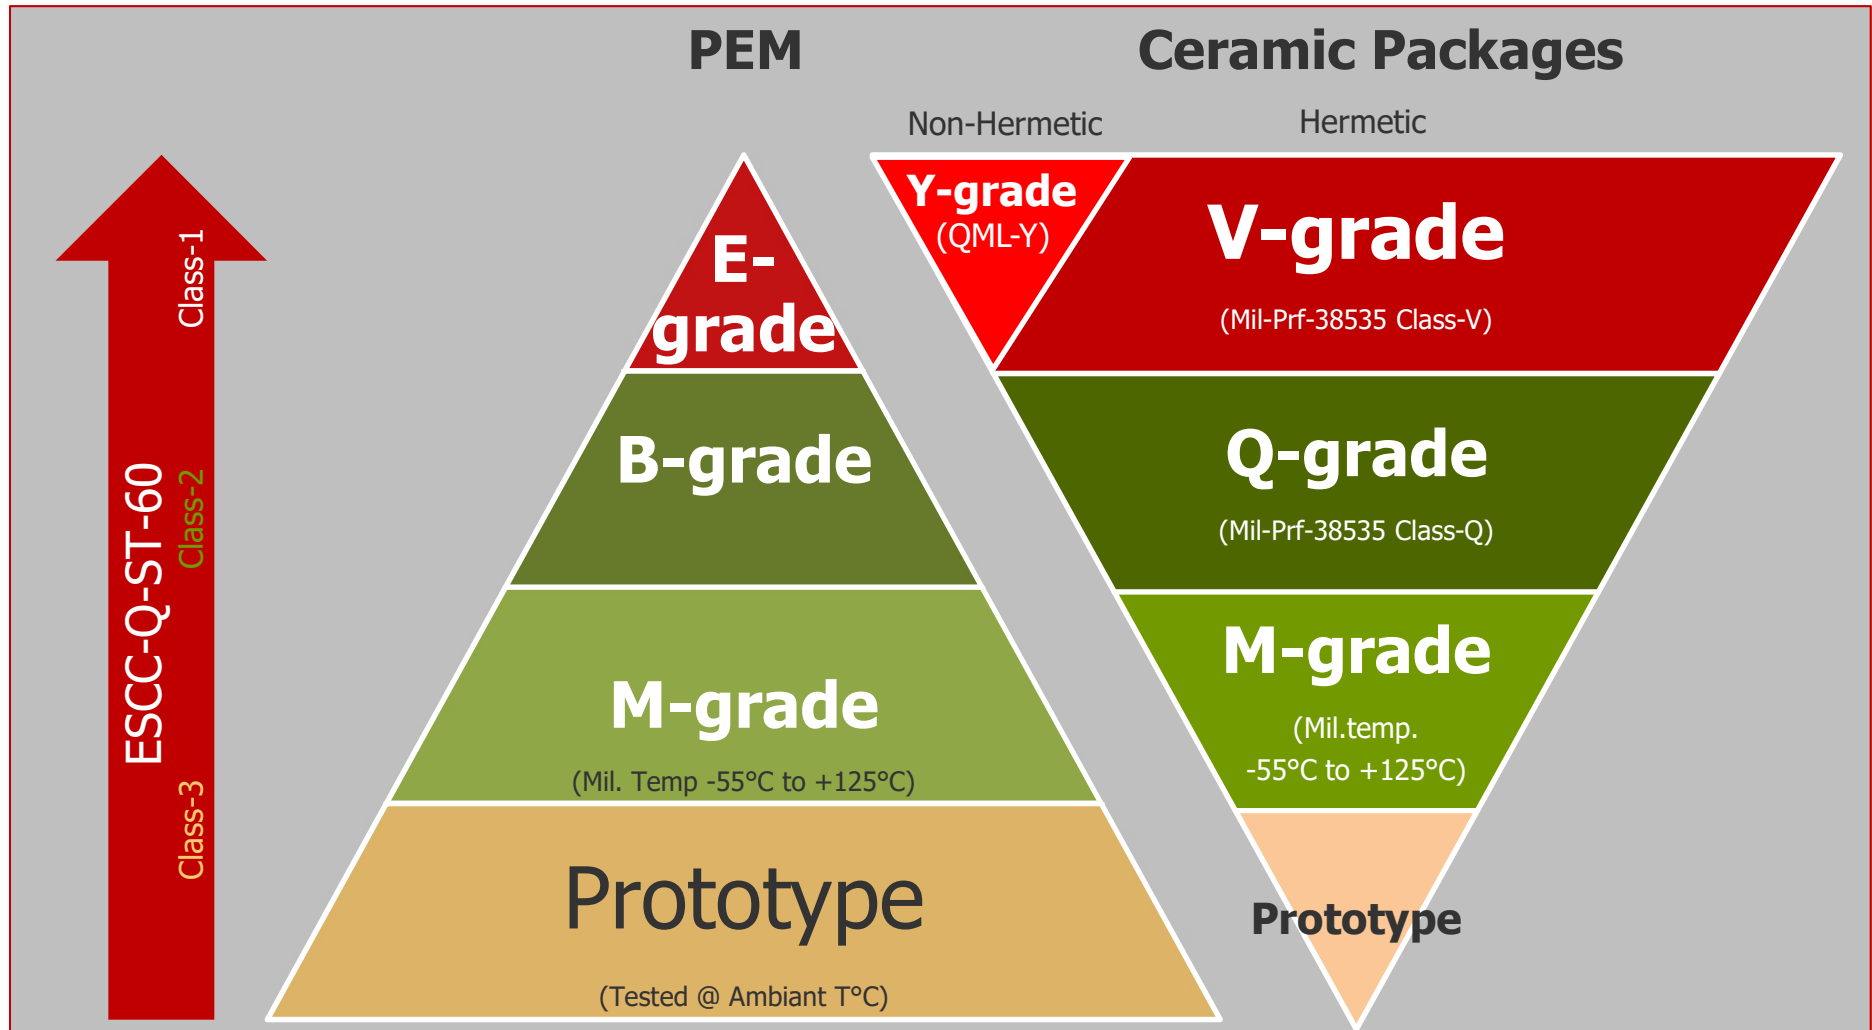 PEM
Ceramic Packages
Non-Hermetic
Hermetic
ESCC-Q-ST-60
Class-1
Class-2
Class-3
E-
grade
B-grade
M-grade
(Mil. Temp -55°C to +125°C)
Prototype
(Tested @ Ambiant T°C)
Y-grade
(QML-Y)
V-grade
(Mil-Prf-38535 Class-V)
Q-grade
(Mil-Prf-38535 Class-Q)
M-grade
(Mil.temp.
-55°C to +125°C)
Prototype